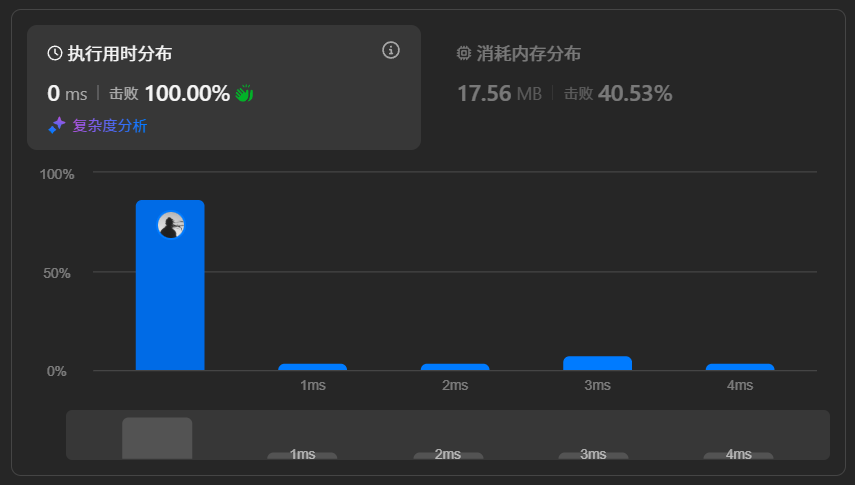 执行用时分布
0 ms | 击败 100.00%
复杂度分析
消耗内存分布
17.56 MB | 击败 40.53%
100%
50%
0%
1ms 2ms 3ms 4ms
1ms 2ms 3ms 4ms